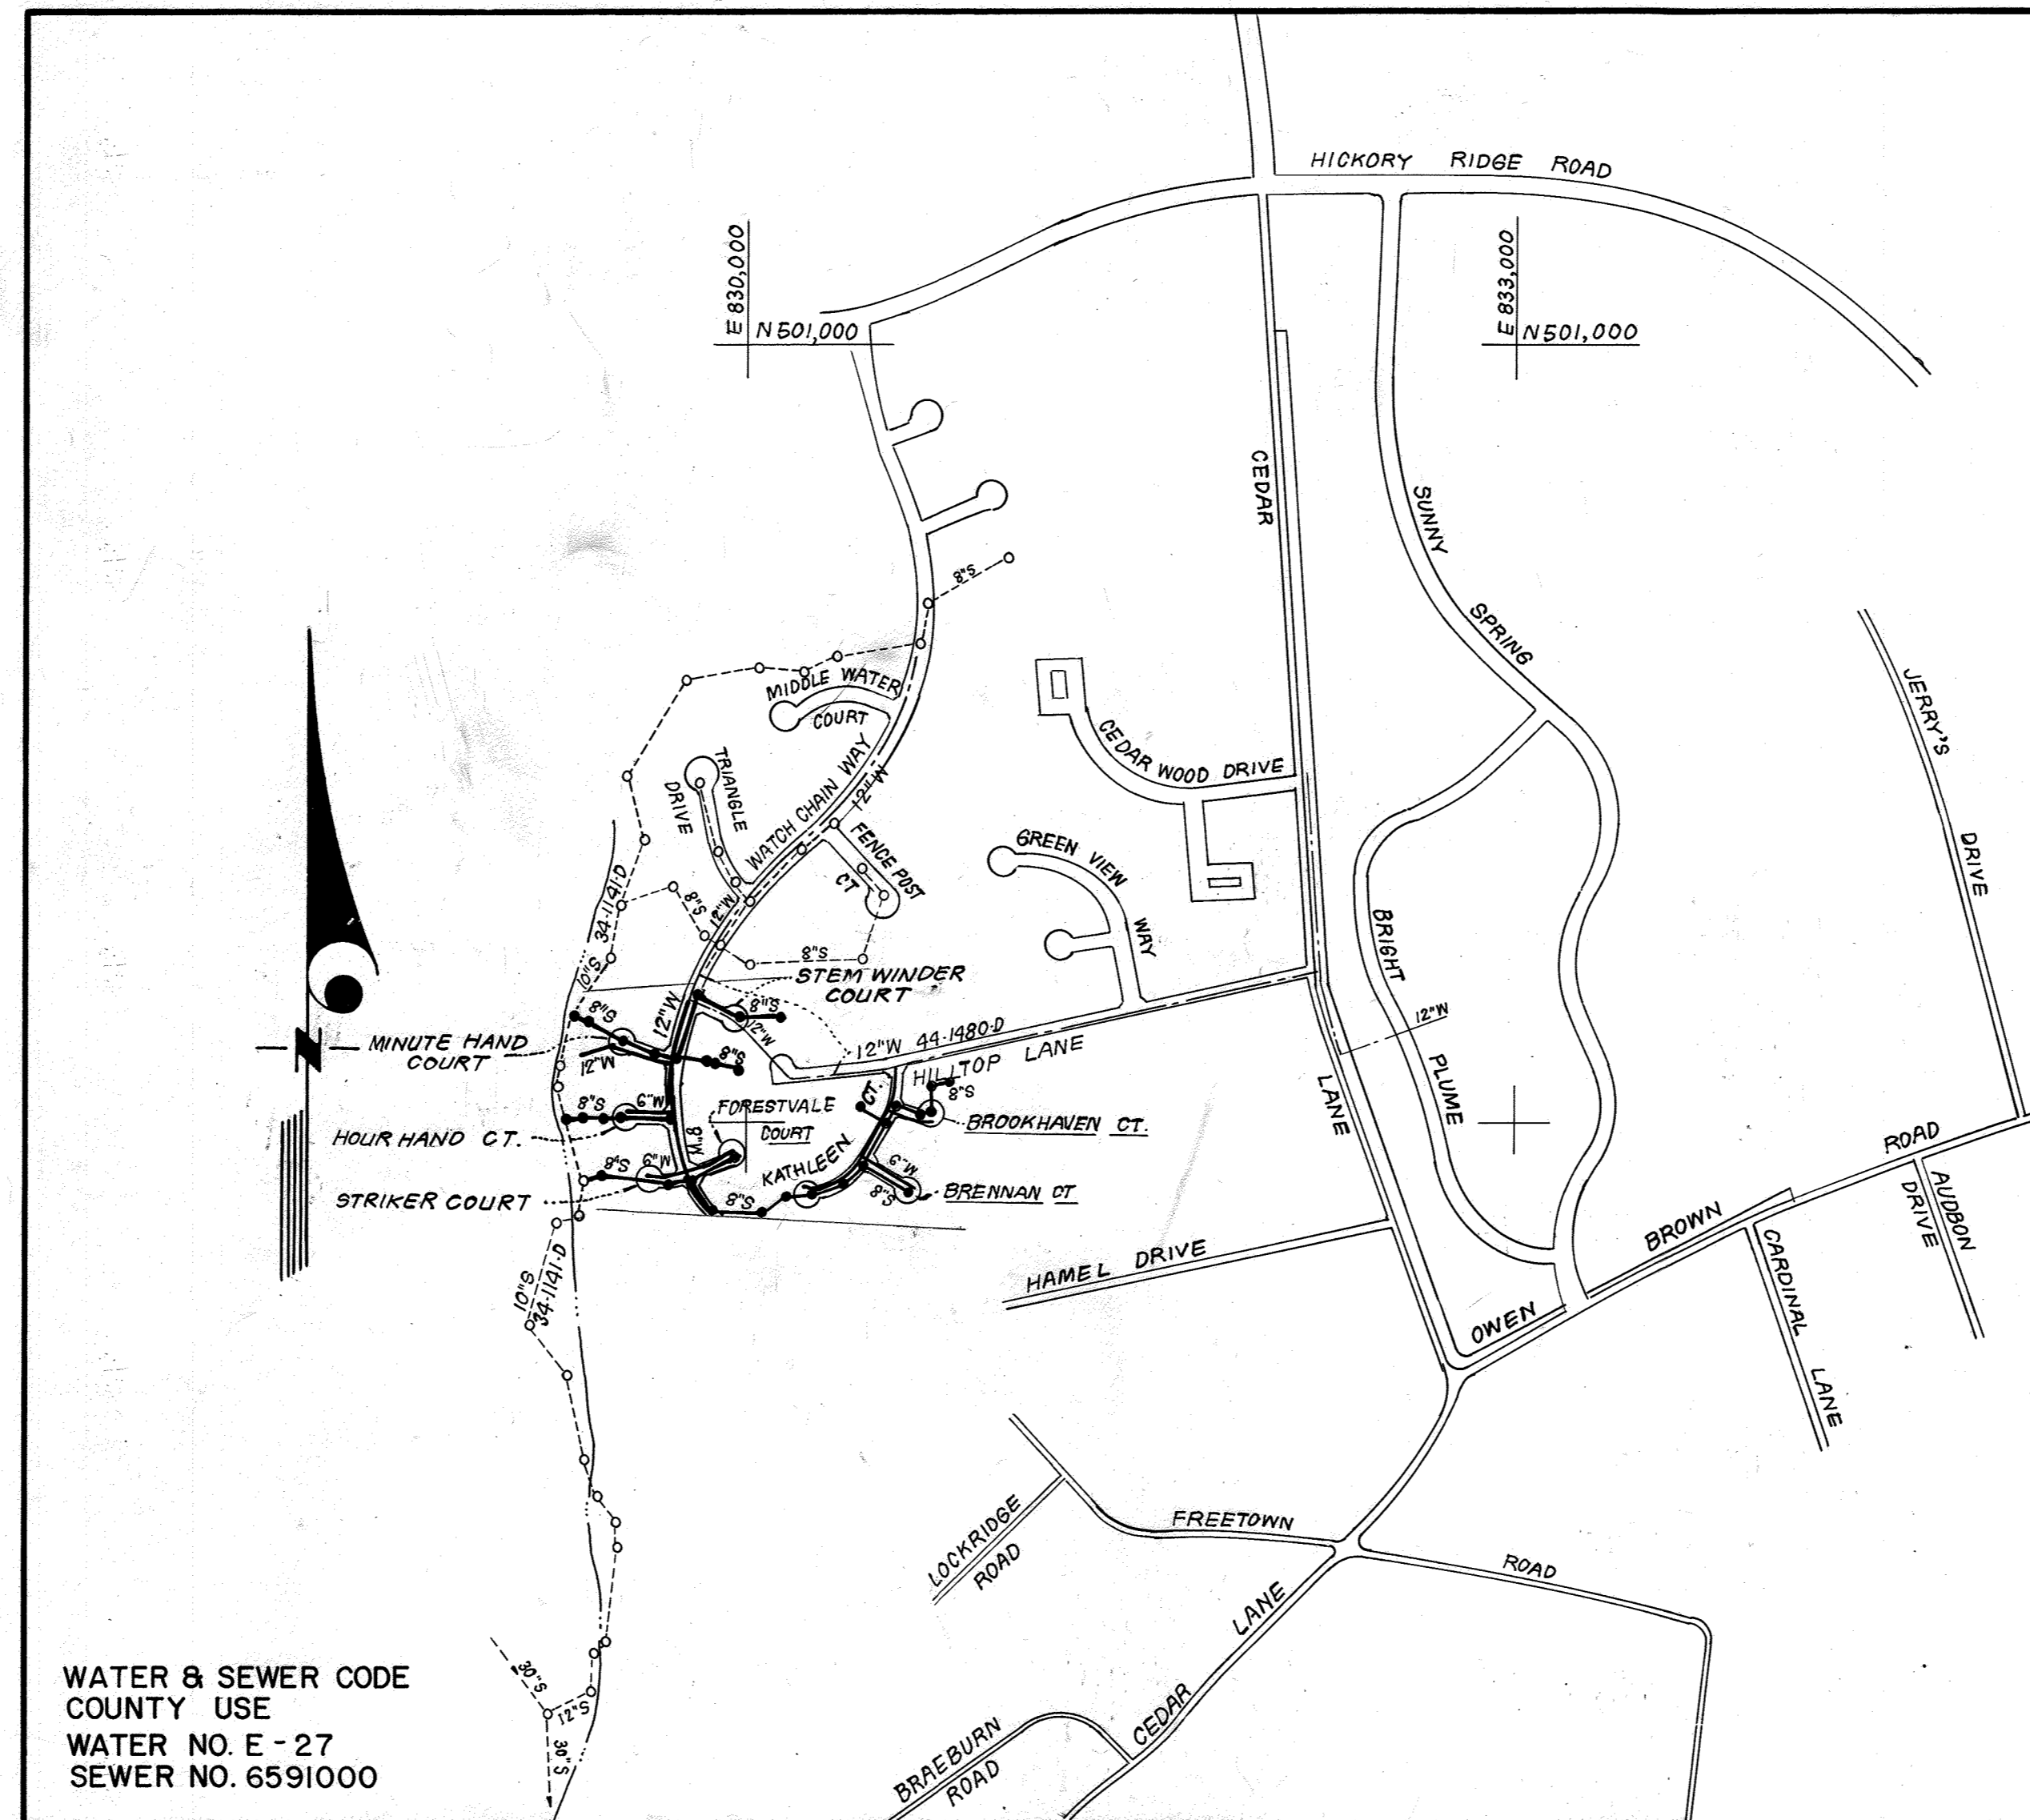 HICKORY RIDGE ROAD
E 830,000
N 501,000
E 833,000
N 501,000
CEDAR
SUNNY
SPRING
8"S
MIDDLE WATER
COURT
JERRY'S
DRIVE
CEDAR WOOD DRIVE
TRIANGLE
DRIVE
WATCH CHAIN WAY
12"W
FENCE POST
CT
GREEN VIEW
WAY
34-1141-D
8"S
12"W
8"S
10"S
BRIGHT
PLUME
STEM WINDER
COURT
8"S
12"W
8"S
12"W
12"W
N
MINUTE HAND
COURT
12"W
8"S
12"W 44-1480-D
HILLTOP LANE
LANE
8"S
6"W
8"S
HOUR HAND CT.
FORESTVALE
COURT
8"W
CT.
KATHLEEN
BROOKHAVEN CT.
8"S
6"W
STRIKER COURT
8"S
6"W
8"S
BRENNAN CT
BROWN
ROAD
AUDBON
DRIVE
CARDINAL
LANE
OWEN
HAMEL DRIVE
10"S
34-1141-D
FREETOWN
ROAD
LOCKRIDGE
ROAD
LANE
CEDAR
BRAEBURN
ROAD
30"S
12"S
30"S
WATER & SEWER CODE
COUNTY USE
WATER NO. E-27
SEWER NO. 6591000